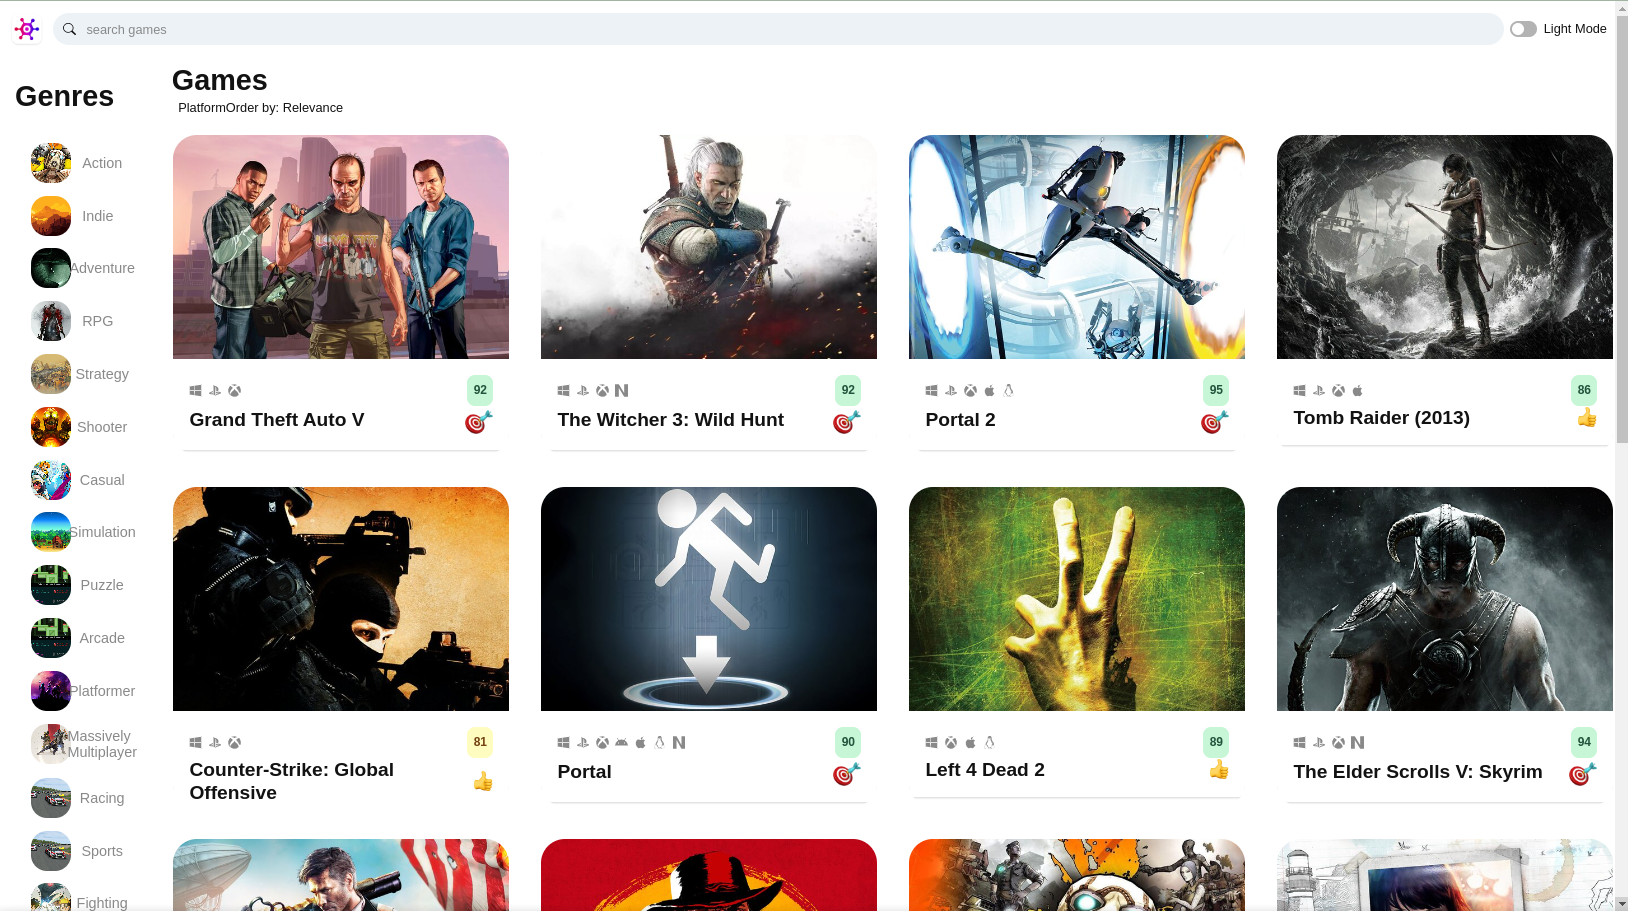 search games
Light Mode
Genres
Games
PlatformOrder by: Relevance
Action
Indie
Adventure
RPG
Strategy
Shooter
Casual
Simulation
Puzzle
Arcade
Platformer
Massively
Multiplayer
Racing
Sports
Fighting
92
Grand Theft Auto V
92
The Witcher 3: Wild Hunt
95
Portal 2
86
Tomb Raider (2013)
81
Counter-Strike: Global
Offensive
90
Portal
89
Left 4 Dead 2
94
The Elder Scrolls V: Skyrim